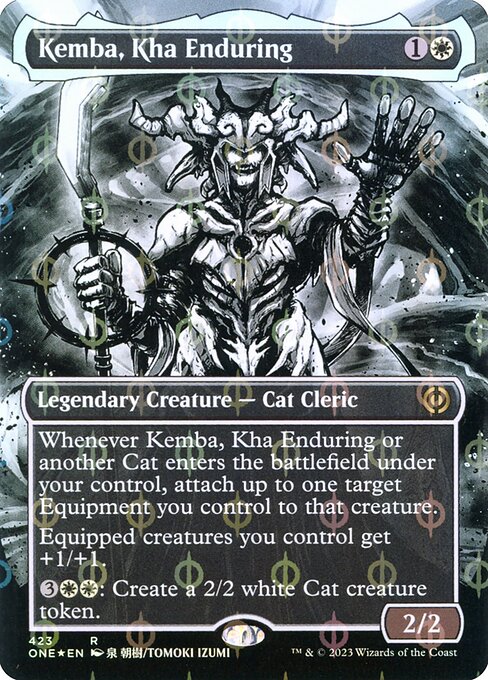 Kemba, Kha Enduring 1
Legendary Creature — Cat Cleric
Whenever Kemba, Kha Enduring or
another Cat enters the battlefield under
your control, attach up to one target
Equipment you control to that creature.
Equipped creatures you control get
+1/+1.
3: Create a 2/2 white Cat creature
token.
2/2
423 R
ONE★EN 泉 朝樹/TOMOKI IZUMI ™ & © 2023 Wizards of the Coast